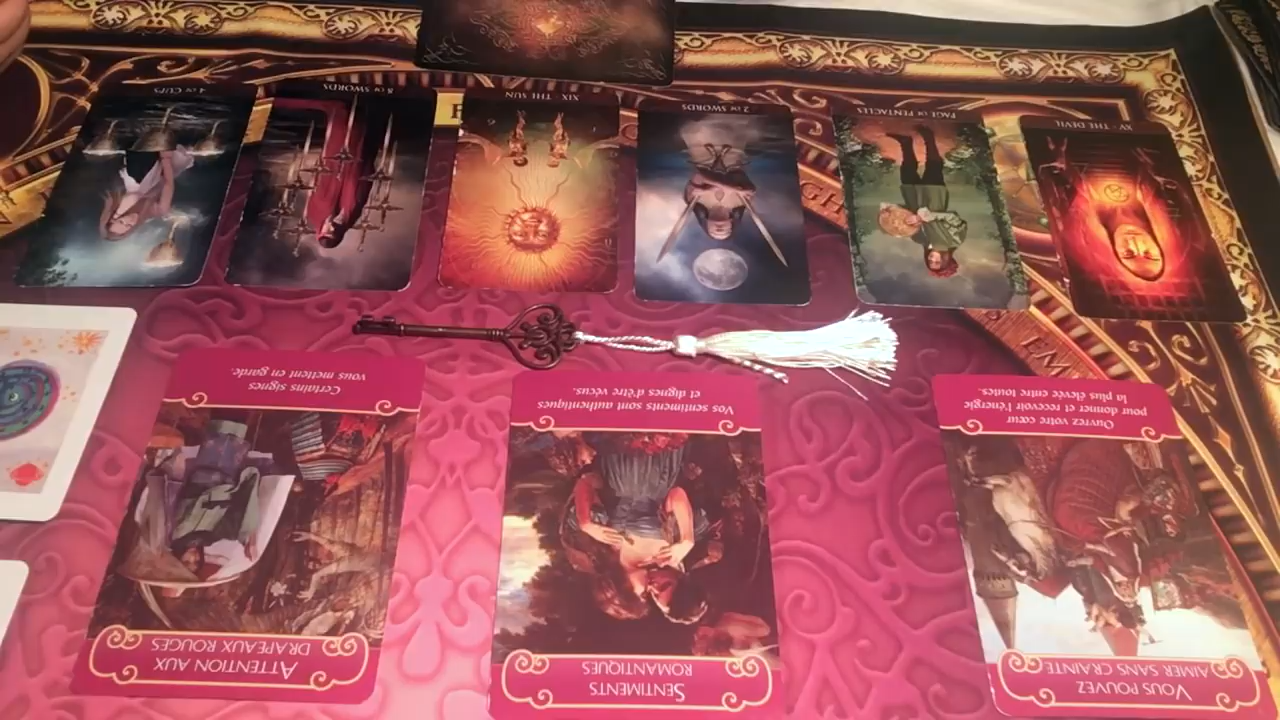 4 OF CUPS
8 OF SWORDS
XIX · THE SUN
2 OF SWORDS
PAGE OF PENTACLES
XV · THE DEVIL
ATTENTION AUX
DRAPEAUX ROUGES
Certains signes
vous mettent en garde.
SENTIMENTS
ROMANTIQUES
Vos sentiments sont authentiques
et dignes d'être vécus.
VOUS POUVEZ
AIMER SANS CRAINTE
Ouvrez votre cœur
pour donner et recevoir l'énergie
la plus élevée entre toutes.